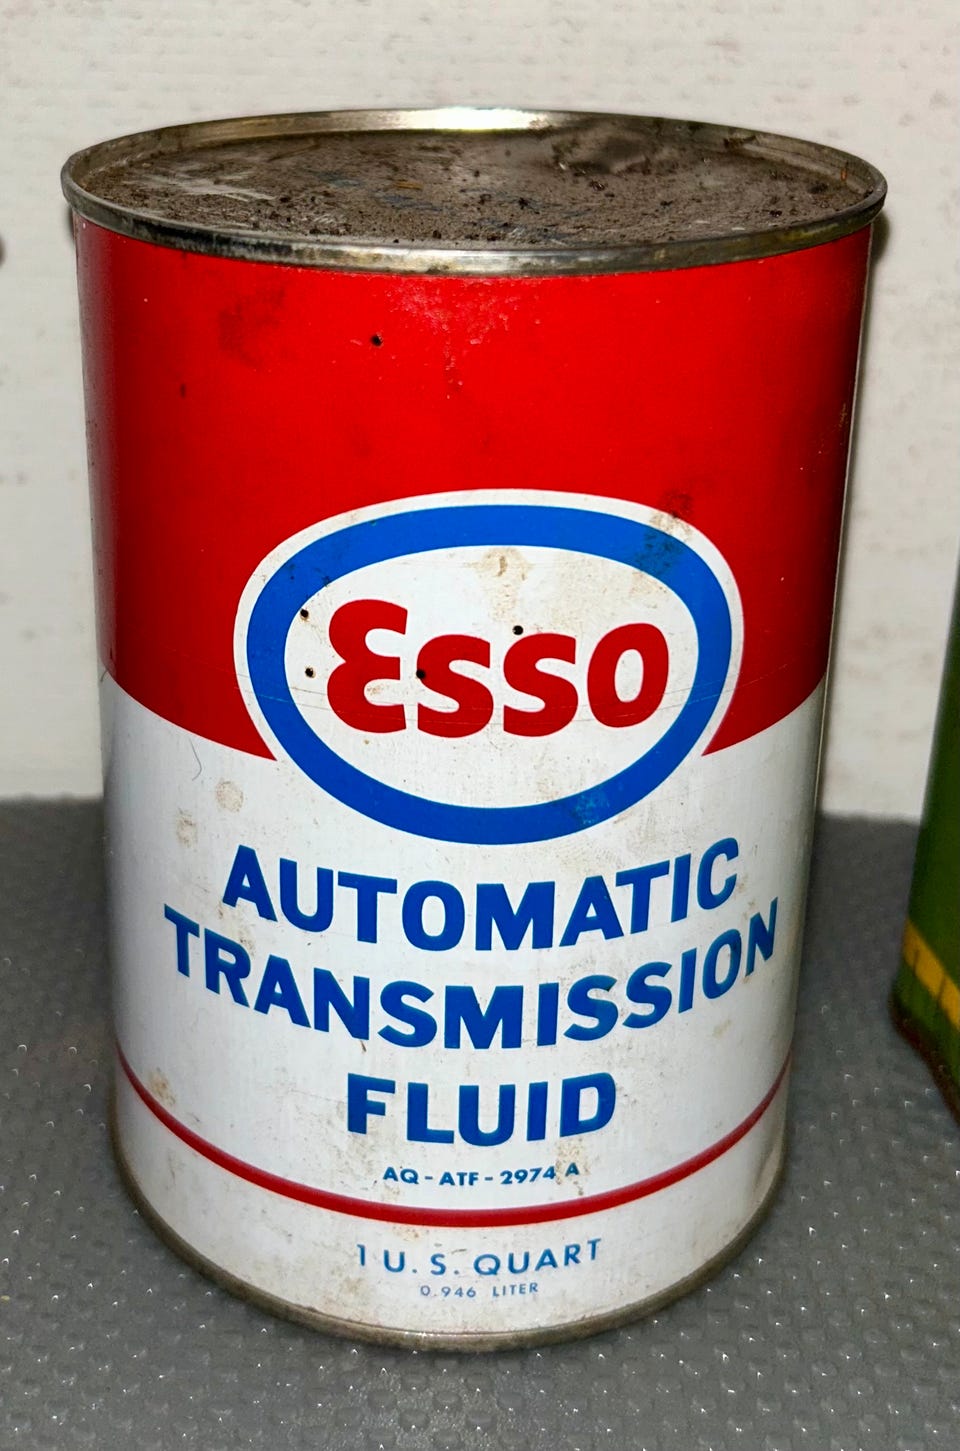 Esso
AUTOMATIC
TRANSMISSION
FLUID
AQ-ATF-2974 A
1 U.S. QUART
0.946 LITER